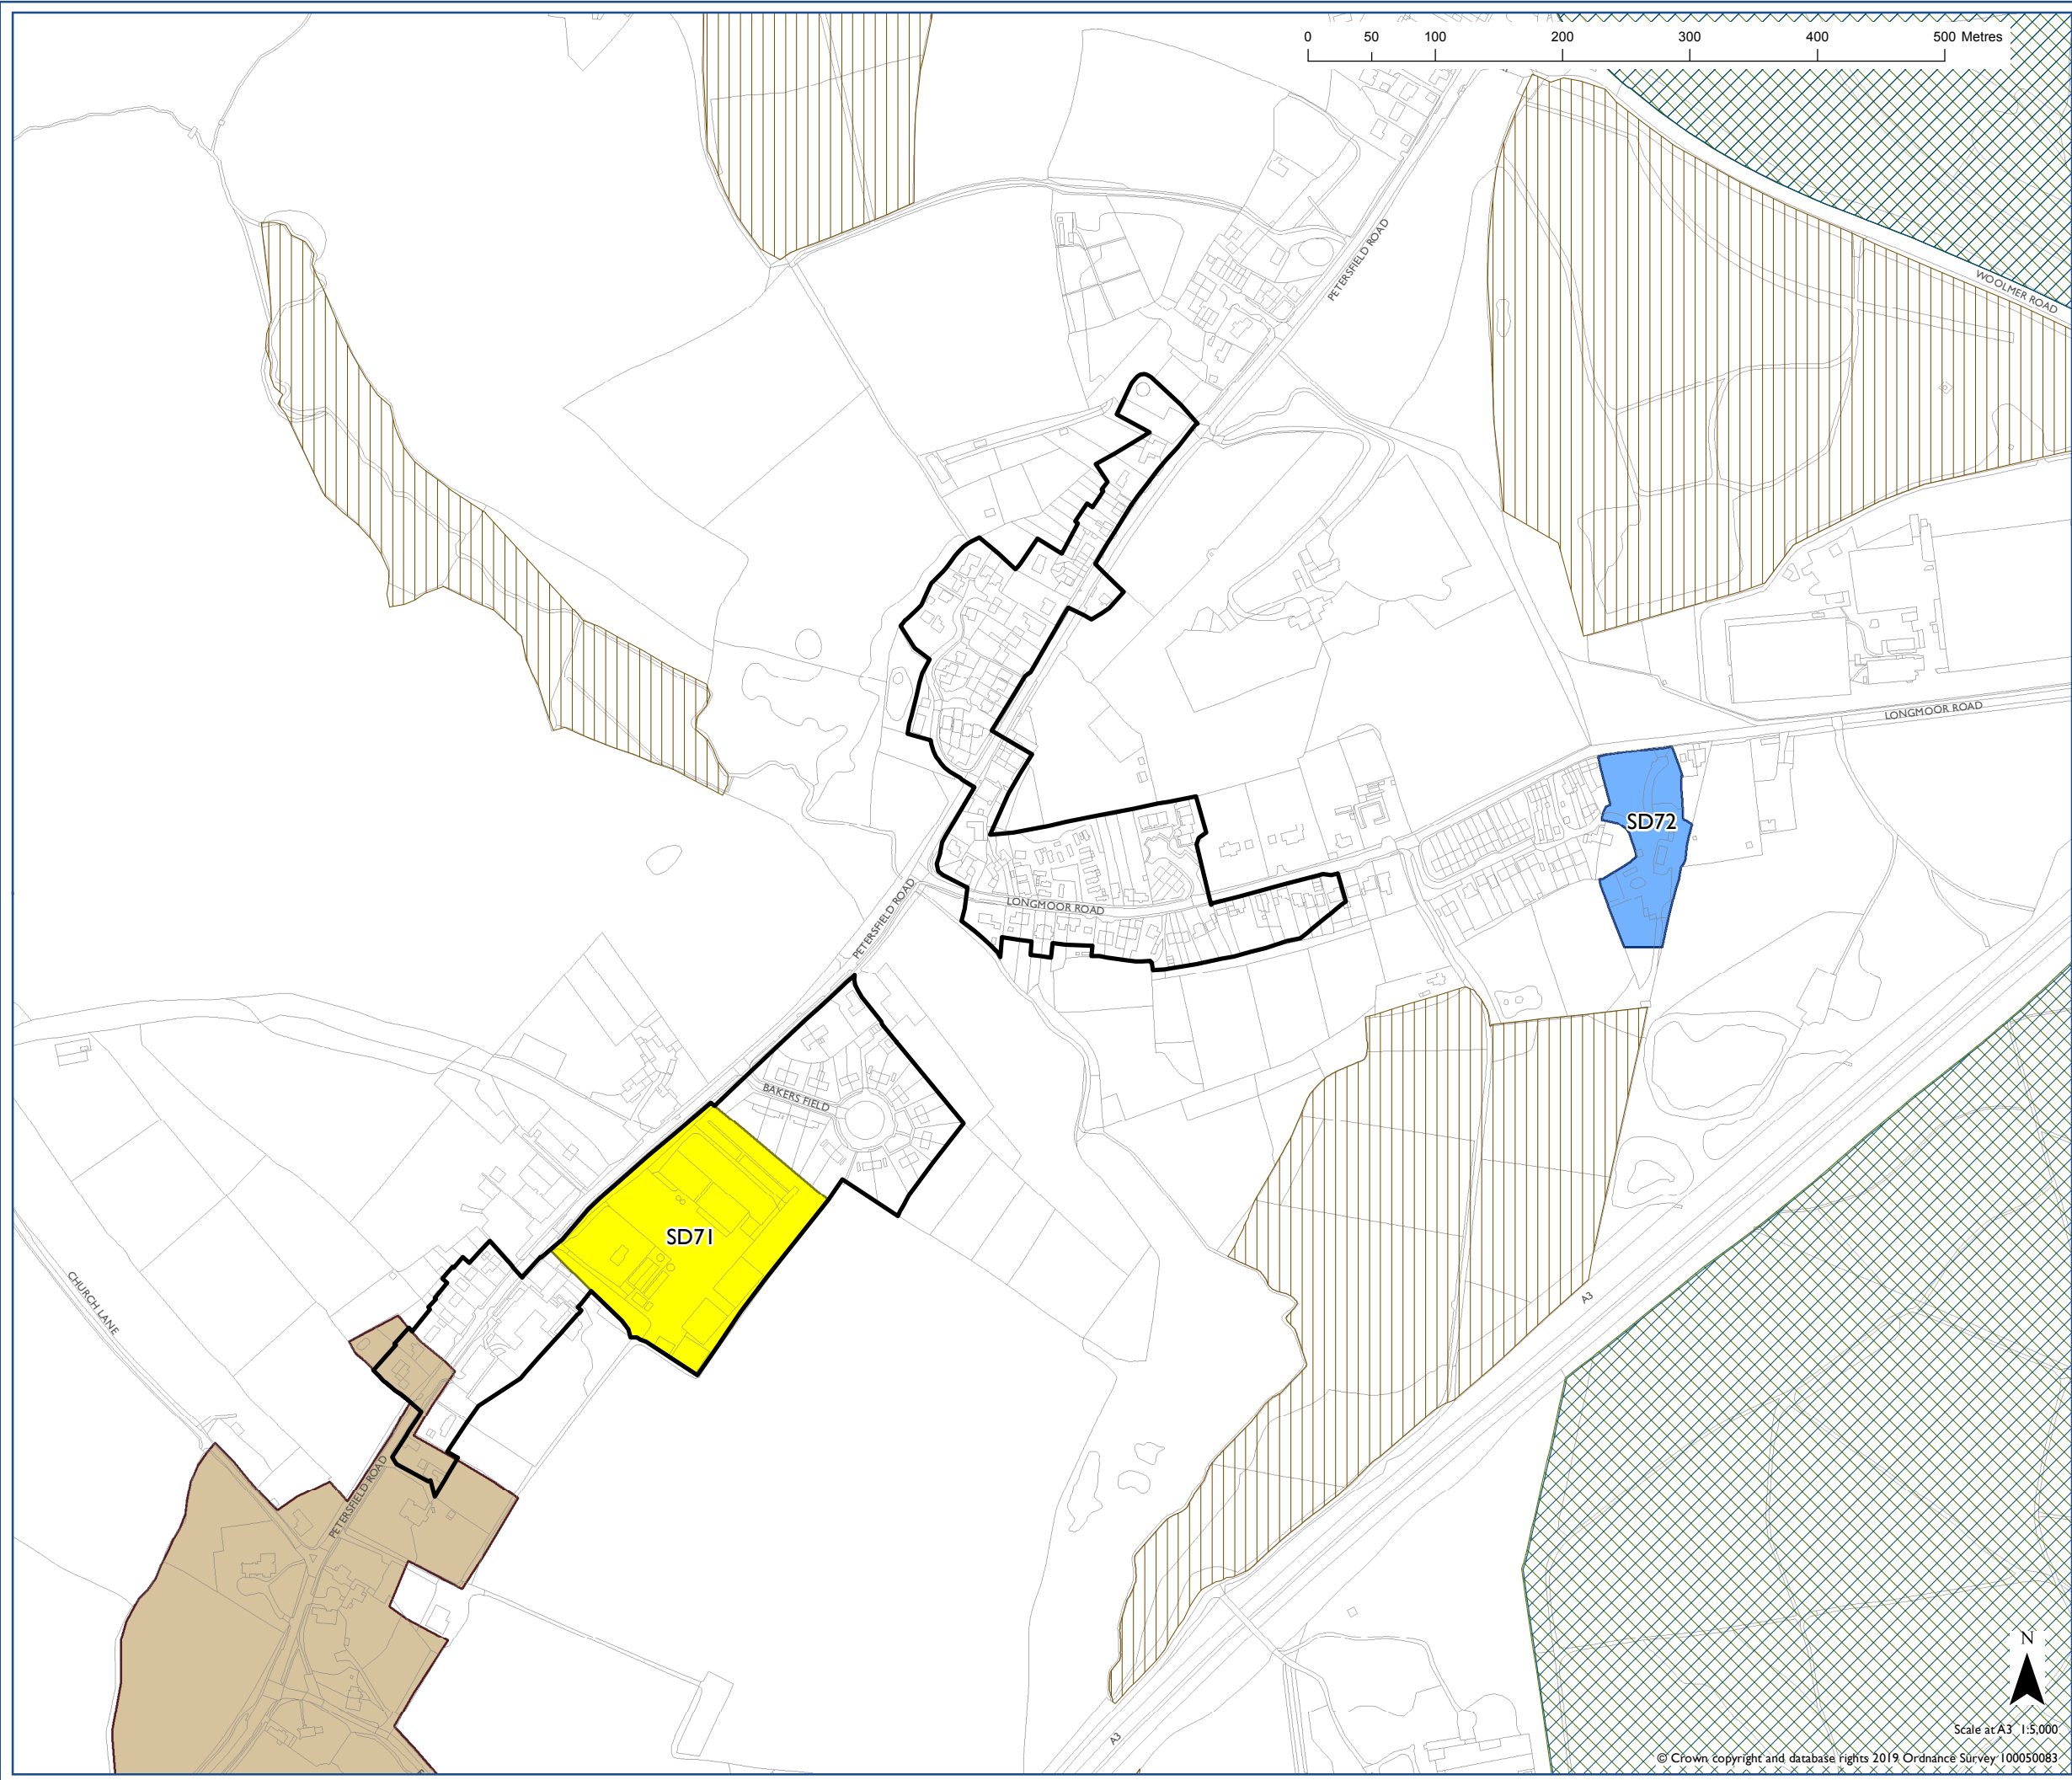 0 50 100 200 300 400 500 Metres
PETERSFIELD ROAD
WOOLMER ROAD
LONGMOOR ROAD
SD72
LONGMOOR ROAD
PETERSFIELD ROAD
BAKERS FIELD
SD71
CHURCH LANE
A3
PETERSFIELD ROAD
N
A3
Scale at A3 1:5,000
© Crown copyright and database rights 2019 Ordnance Survey 100050083